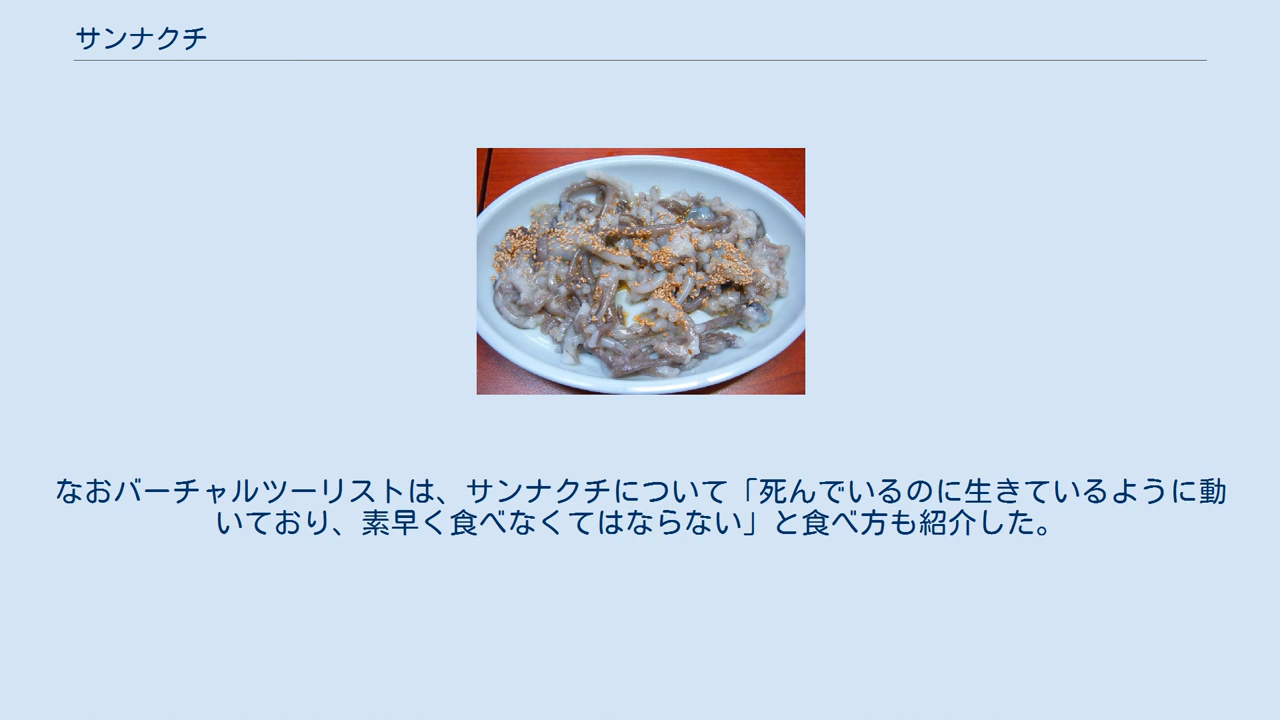 サンナクチ
なおバーチャルツーリストは、サンナクチについて「死んでいるのに生きているように動
いており、素早く食べなくてはならない」と食べ方も紹介した。